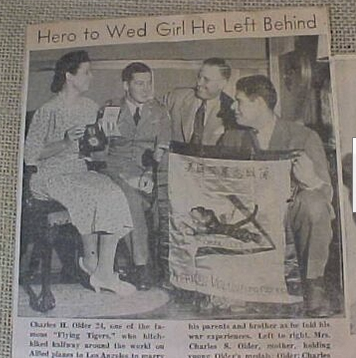 Hero to Wed Girl He Left Behind
Charles H. Older 24, one of the fa-
mous "Flying Tigers," who hitch-
hiked halfway around the world on
Allied planes to Los Angeles to marry
his parents and brother as he told his
war experiences. Left to right, Mrs.
Charles S. Older, mother, holding
young Older's medals; Older; Charles